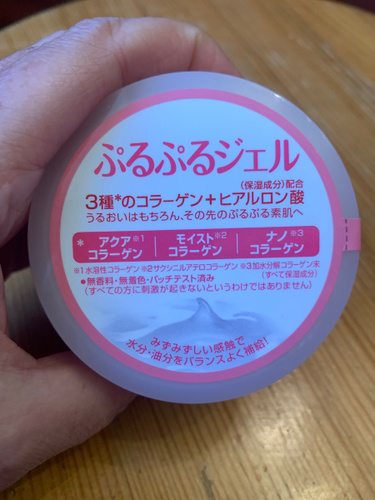 ぷるぷるジェル
(保湿成分)配合
3種*のコラーゲン+ヒアルロン酸
うるおいはもちろん、その先のぷるぷる素肌へ
* アクア※1 モイスト※2 ナノ※3
コラーゲン コラーゲン コラーゲン
※1 水溶性コラーゲン ※2サクシニルアテロコラーゲン ※3加水分解コラーゲン末
(すべて保湿成分)
●無香料・無着色・パッチテスト済み
(すべての方に刺激が起きないというわけではありません)
みずみずしい感触で
水分・油分をバランスよく補給!